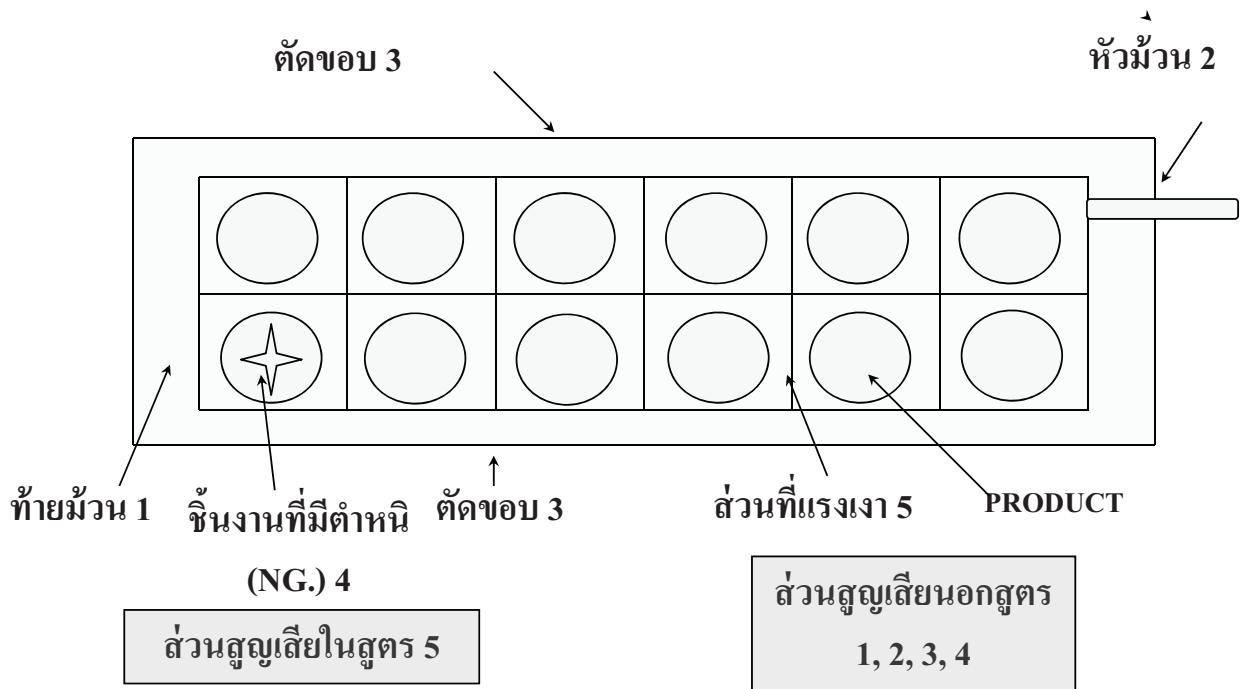 ตัดขอบ 3
หัวม้วน 2
ท้ายม้วน 1
ชิ้นงานที่มีตำหนิ
(NG.) 4
ตัดขอบ 3
ส่วนที่แรงเงา 5
PRODUCT
ส่วนสูญเสียในสูตร 5
ส่วนสูญเสียนอกสูตร
1, 2, 3, 4